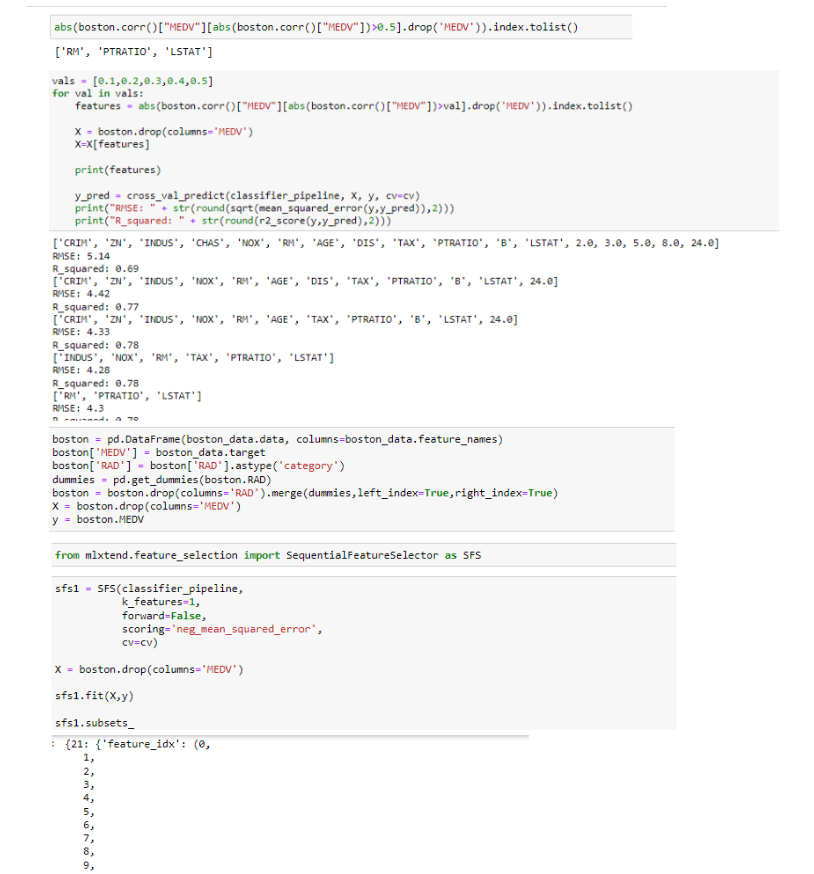 abs(boston.corr()["MEDV"][abs(boston.corr()["MEDV"])>0.5].drop('MEDV')).index.tolist()
['RM', 'PTRATIO', 'LSTAT']
vals = [0.1,0.2,0.3,0.4,0.5]
for val in vals:
    features = abs(boston.corr()["MEDV"][abs(boston.corr()["MEDV"])>val].drop('MEDV')).index.tolist()
    X = boston.drop(columns='MEDV')
    X=X[features]
    print(features)
    y_pred = cross_val_predict(classifier_pipeline, X, y, cv=cv)
    print("RMSE: " + str(round(sqrt(mean_squared_error(y,y_pred)),2)))
    print("R_squared: " + str(round(r2_score(y,y_pred),2)))
['CRIM', 'ZN', 'INDUS', 'CHAS', 'NOX', 'RM', 'AGE', 'DIS', 'TAX', 'PTRATIO', 'B', 'LSTAT', 2.0, 3.0, 5.0, 8.0, 24.0]
RMSE: 5.14
R_squared: 0.69
['CRIM', 'ZN', 'INDUS', 'NOX', 'RM', 'AGE', 'DIS', 'TAX', 'PTRATIO', 'B', 'LSTAT', 24.0]
RMSE: 4.42
R_squared: 0.77
['CRIM', 'ZN', 'INDUS', 'NOX', 'RM', 'AGE', 'TAX', 'PTRATIO', 'B', 'LSTAT', 24.0]
RMSE: 4.33
R_squared: 0.78
['INDUS', 'NOX', 'RM', 'TAX', 'PTRATIO', 'LSTAT']
RMSE: 4.28
R_squared: 0.78
['RM', 'PTRATIO', 'LSTAT']
RMSE: 4.3
R_squared: 0.78
boston = pd.DataFrame(boston_data.data, columns=boston_data.feature_names)
boston['MEDV'] = boston_data.target
boston['RAD'] = boston['RAD'].astype('category')
dummies = pd.get_dummies(boston.RAD)
boston = boston.drop(columns='RAD').merge(dummies,left_index=True,right_index=True)
X = boston.drop(columns='MEDV')
y = boston.MEDV
from mlxtend.feature_selection import SequentialFeatureSelector as SFS
sfs1 = SFS(classifier_pipeline,
           k_features=1,
           forward=False,
           scoring='neg_mean_squared_error',
           cv=cv)
X = boston.drop(columns='MEDV')
sfs1.fit(X,y)
sfs1.subsets_
: {21: {'feature_idx': (0,
1,
2,
3,
4,
5,
6,
7,
8,
9,